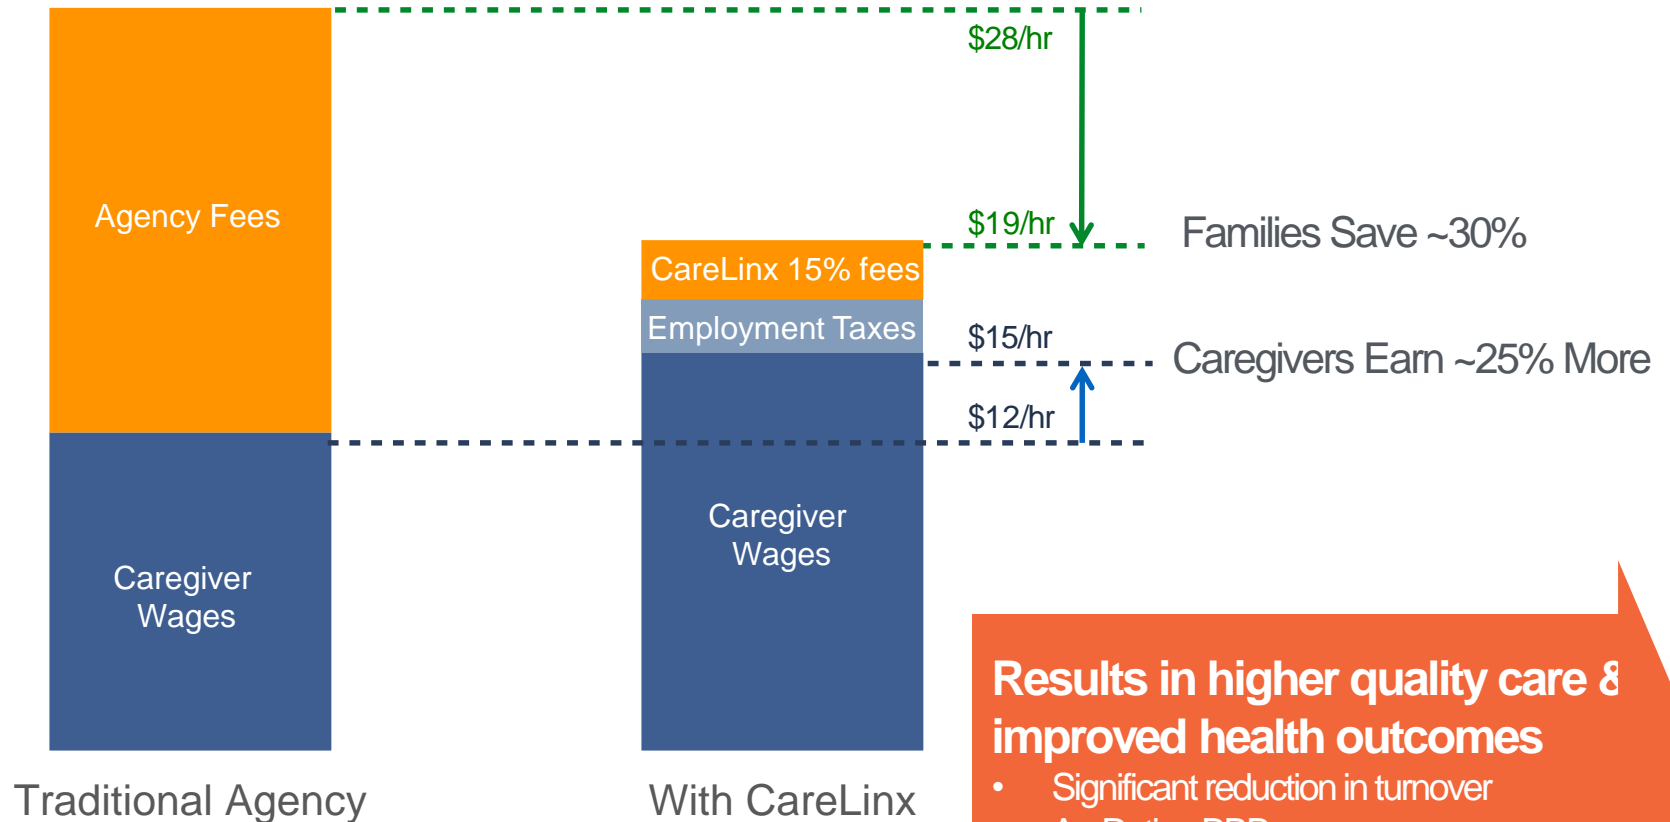 $28/hr
Agency Fees
$19/hr
Families Save ~30%
CareLinx 15% fees
Employment Taxes
$15/hr
Caregivers Earn ~25% More
$12/hr
Caregiver
Wages
Caregiver
Wages
Results in higher quality care &
improved health outcomes
• Significant reduction in turnover
Traditional Agency
With CareLinx